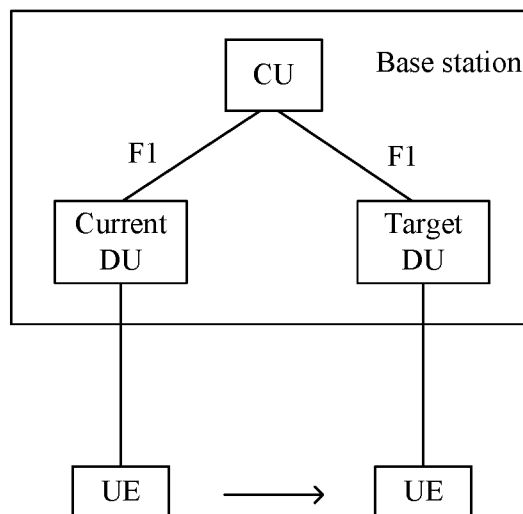 CU
Base station
F1
F1
Current
DU
Target
DU
UE
UE